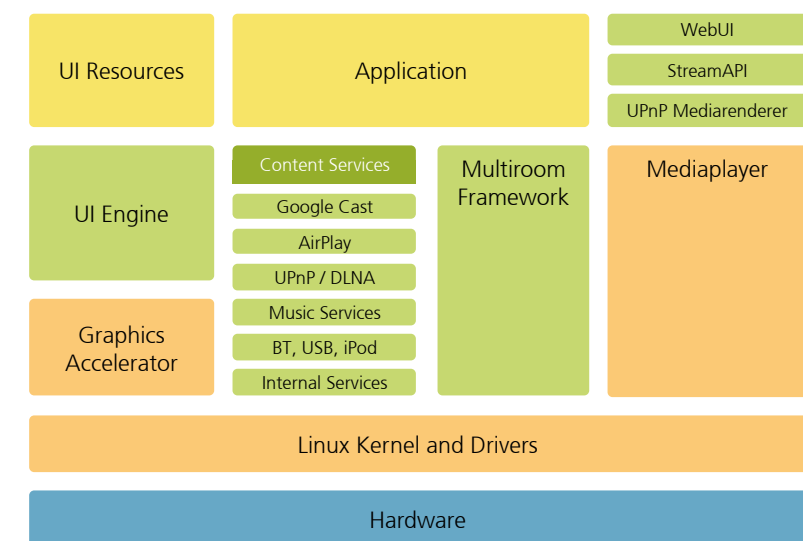 UI Resources
Application
WebUI
StreamAPI
UPnP Mediarenderer
UI Engine
Content Services
Google Cast
AirPlay
UPnP / DLNA
Music Services
BT, USB, iPod
Internal Services
Multiroom
Framework
Mediaplayer
Graphics
Accelerator
Linux Kernel and Drivers
Hardware